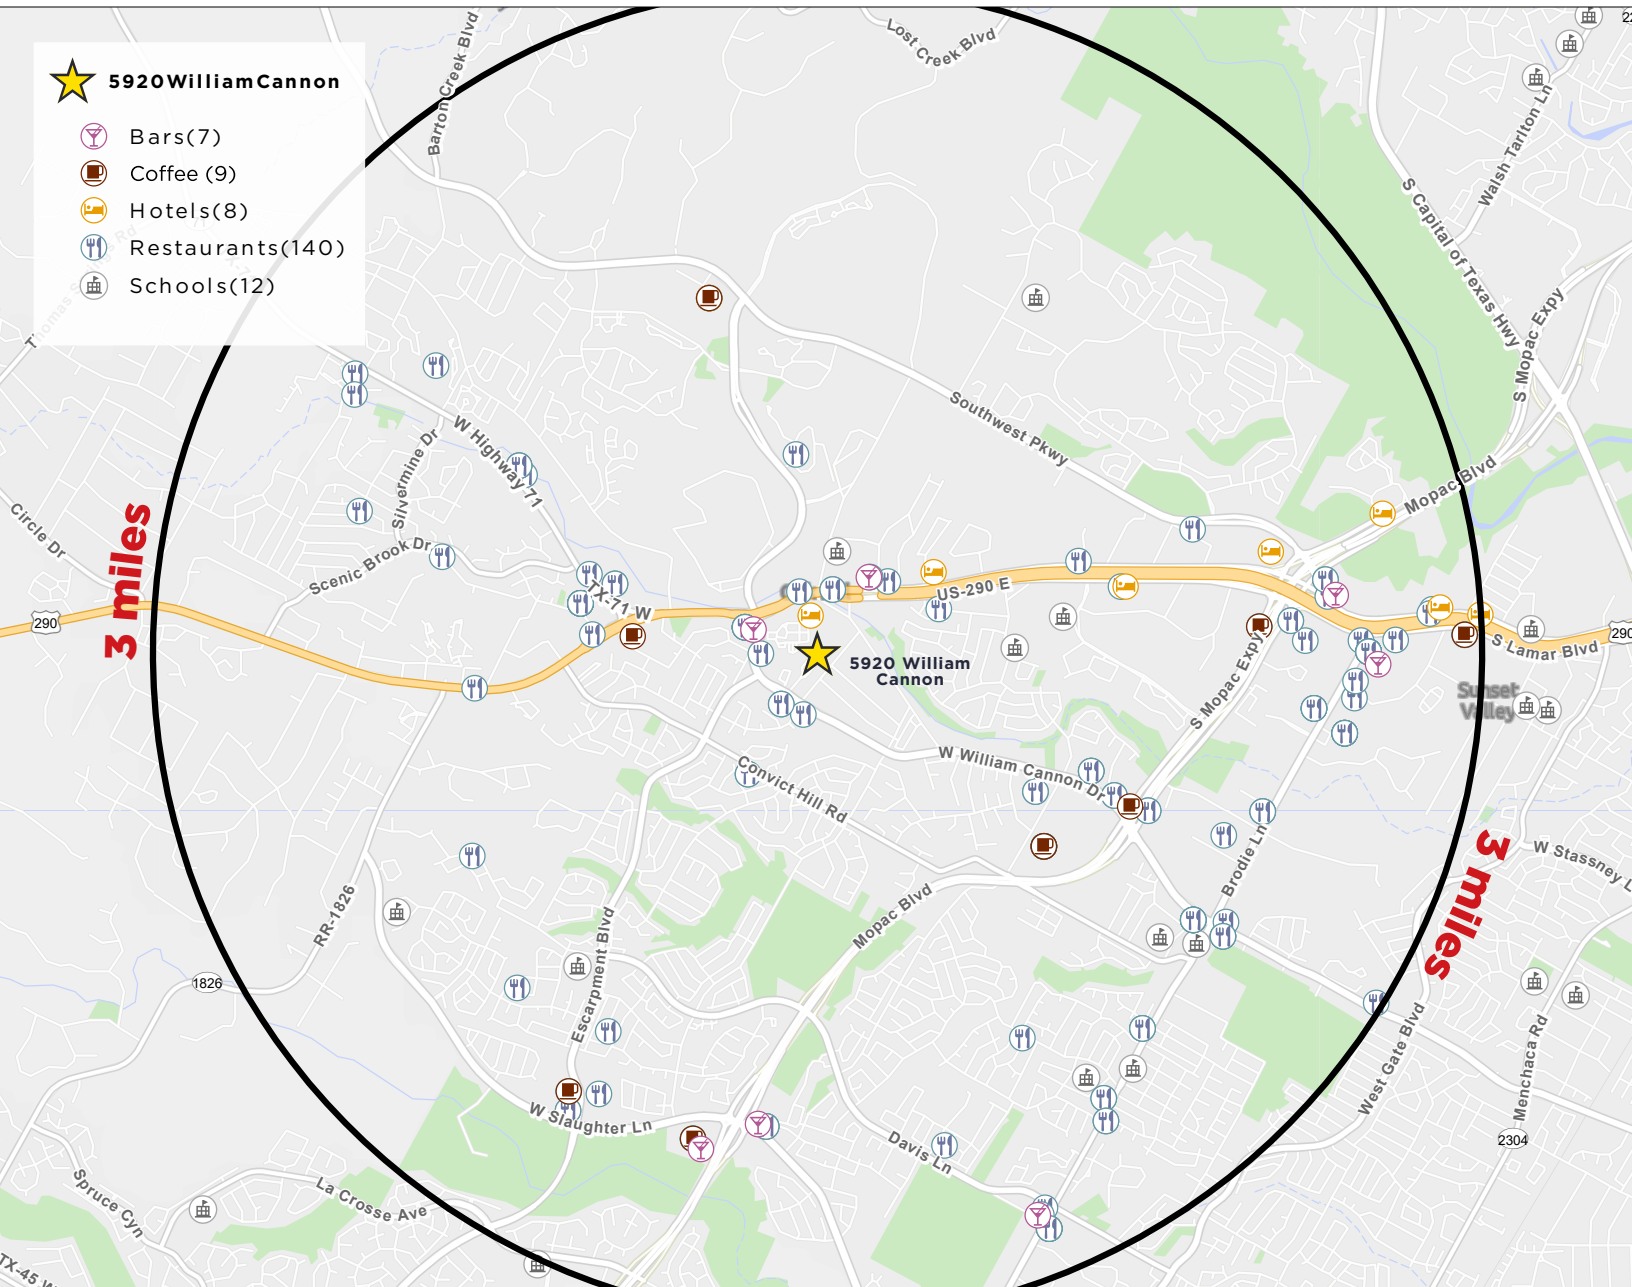 5920 William Cannon
Bars(7)
Coffee (9)
Hotels(8)
Restaurants(140)
Schools(12)
Barton Creek Blvd
Lost
Creek Blvd
Walsh Tarlton Ln
S Capital of Texas Hwy
S Mopac Expy
Southwest Pkwy
Mopac Blvd
W Highway 71
Silvermine Dr
Scenic Brook Dr
Circle Dr
3 miles
290
TX-71 W
US-290 E
290
S Lamar Blvd
5920 William
Cannon
S Mopac Expy
Sunset
Valley
W William Cannon Dr
Convict Hill Rd
Brodie Ln
3 miles
W Stassney L
RR-1826
Escarpment Blvd
Mopac Blvd
1826
West Gate Blvd
Menchaca Rd
2304
W Slaughter Ln
Davis Ln
La Crosse Ave
Spruce Cyn
TX-45 W